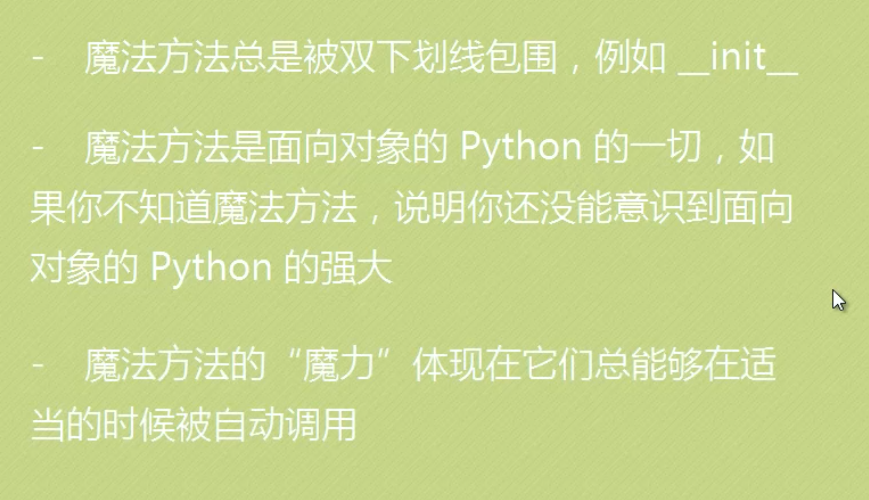 - 魔法方法总是被双下划线包围，例如 __init__
- 魔法方法是面向对象的 Python 的一切，如
果你不知道魔法方法，说明你还没能意识到面向
对象的 Python 的强大
- 魔法方法的“魔力”体现在它们总能够在适
当的时候被自动调用